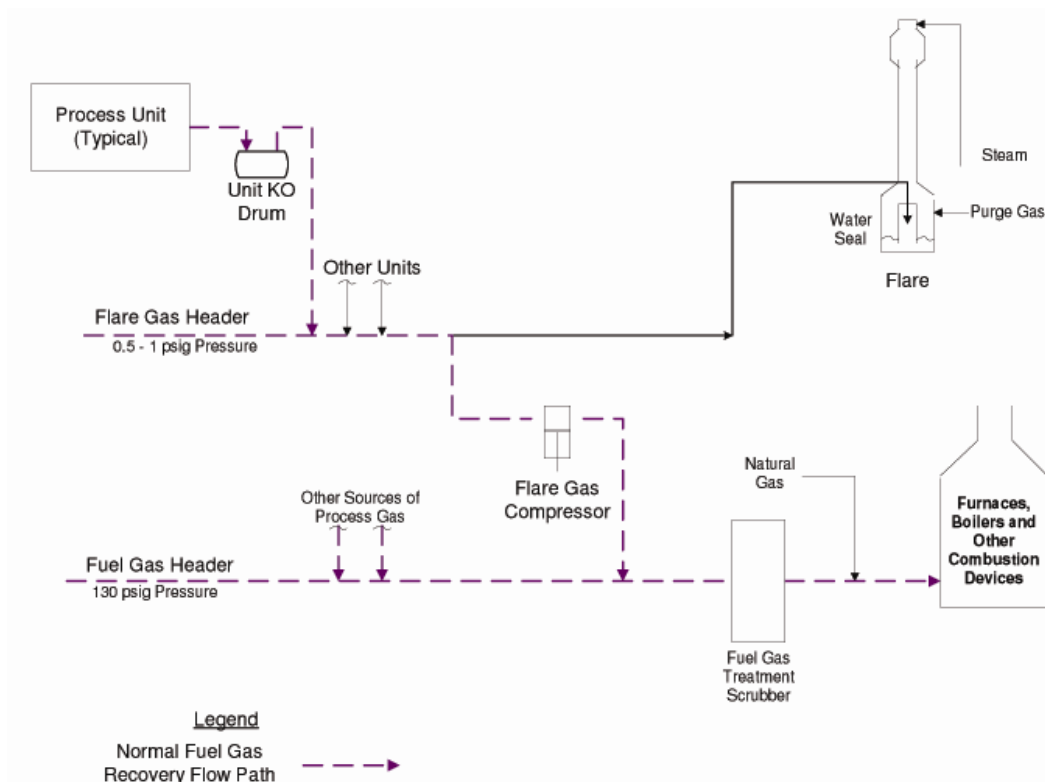 Process Unit
(Typical)
Unit KO
Drum
Steam
Water
Seal
Purge Gas
Flare
Other Units
Flare Gas Header
0.5 - 1 psig Pressure
Flare Gas
Compressor
Natural
Gas
Other Sources of
Process Gas
Furnaces,
Boilers and
Other
Combustion
Devices
Fuel Gas Header
130 psig Pressure
Fuel Gas
Treatment
Scrubber
Legend
Normal Fuel Gas
Recovery Flow Path